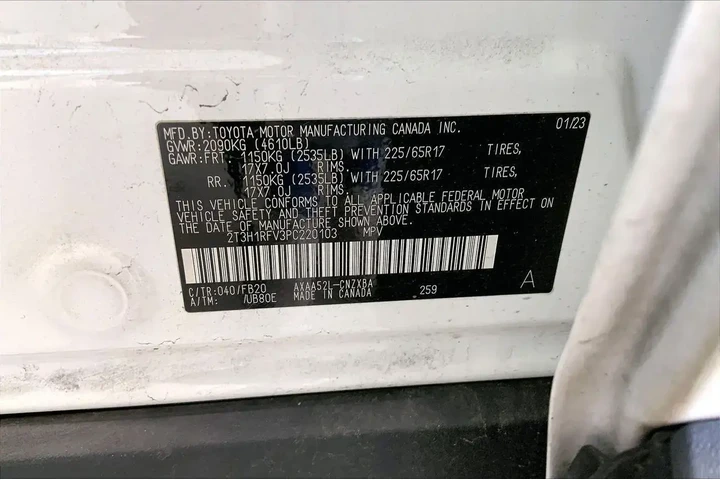 MFD.BY:TOYOTA MOTOR MANUFACTURING CANADA INC. 01/23
GVWR:2090KG (4610LB)
GAWR:FRT. 1150KG (2535LB) WITH 225/65R17 TIRES,
17X7.0J RIMS.
RR. 1150KG (2535LB) WITH 225/65R17 TIRES,
17X7.0J RIMS.
THIS VEHICLE CONFORMS TO ALL APPLICABLE FEDERAL MOTOR
VEHICLE SAFETY AND THEFT PREVENTION STANDARDS IN EFFECT ON
THE DATE OF MANUFACTURE SHOWN ABOVE.
2T3H1RFV3PC220103 MPV
C/TR:040/FB20 AXAA52L-CNZXBA 259 A
A/TM: /UB80E MADE IN CANADA